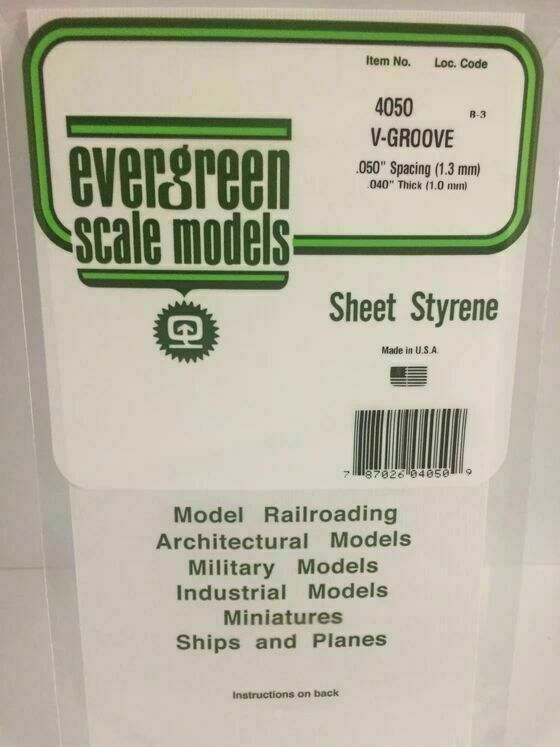 Item No. Loc. Code
4050 B-3
V-GROOVE
.050" Spacing (1.3 mm)
.040" Thick (1.0 mm)
evergreen
scale models
Sheet Styrene
Made in U.S.A.
7 87026 04050 9
Model Railroading
Architectural Models
Military Models
Industrial Models
Miniatures
Ships and Planes
Instructions on back